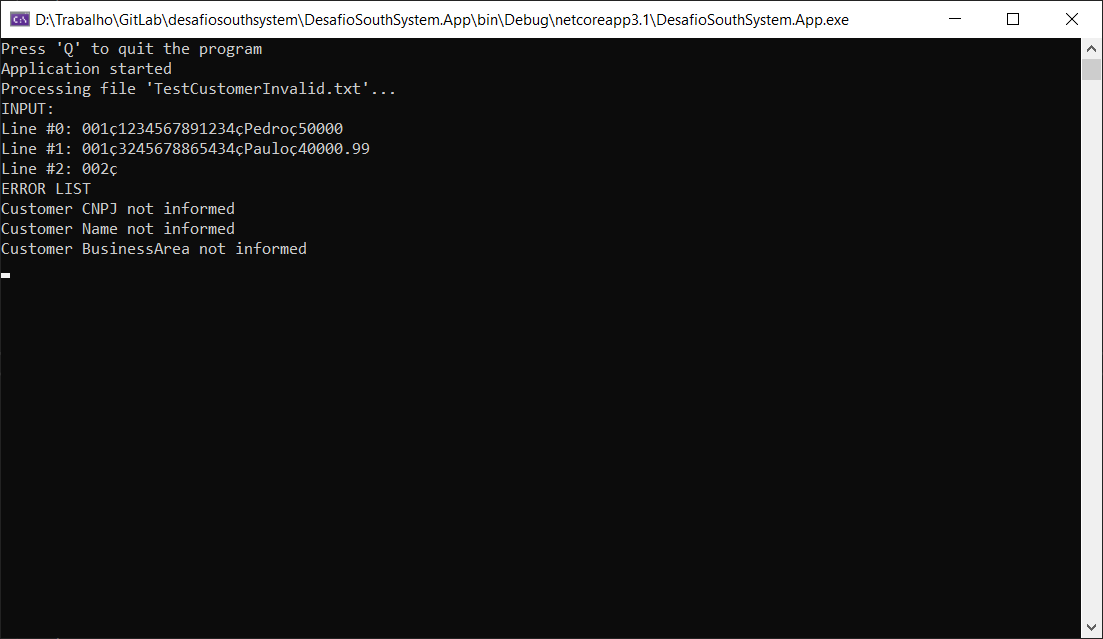 D:\Trabalho\GitLab\desafiosouthsystem\DesafioSouthSystem.App\bin\Debug\netcoreapp3.1\DesafioSouthSystem.App.exe
Press 'Q' to quit the program
Application started
Processing file 'TestCustomerInvalid.txt'...
INPUT:
Line #0: 001ç1234567891234çPedroç50000
Line #1: 001ç3245678865434çPauloç40000.99
Line #2: 002ç
ERROR LIST
Customer CNPJ not informed
Customer Name not informed
Customer BusinessArea not informed